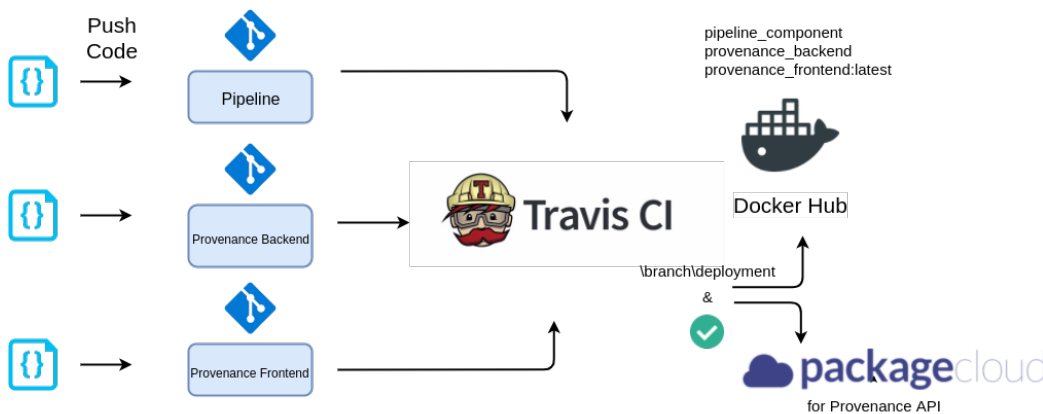 Push
Code
Pipeline
Provenance Backend
Provenance Frontend
T
Travis CI
pipeline_component
provenance_backend
provenance_frontend:latest
Docker Hub
\branch\deployment
&
packagecloud
for Provenance API